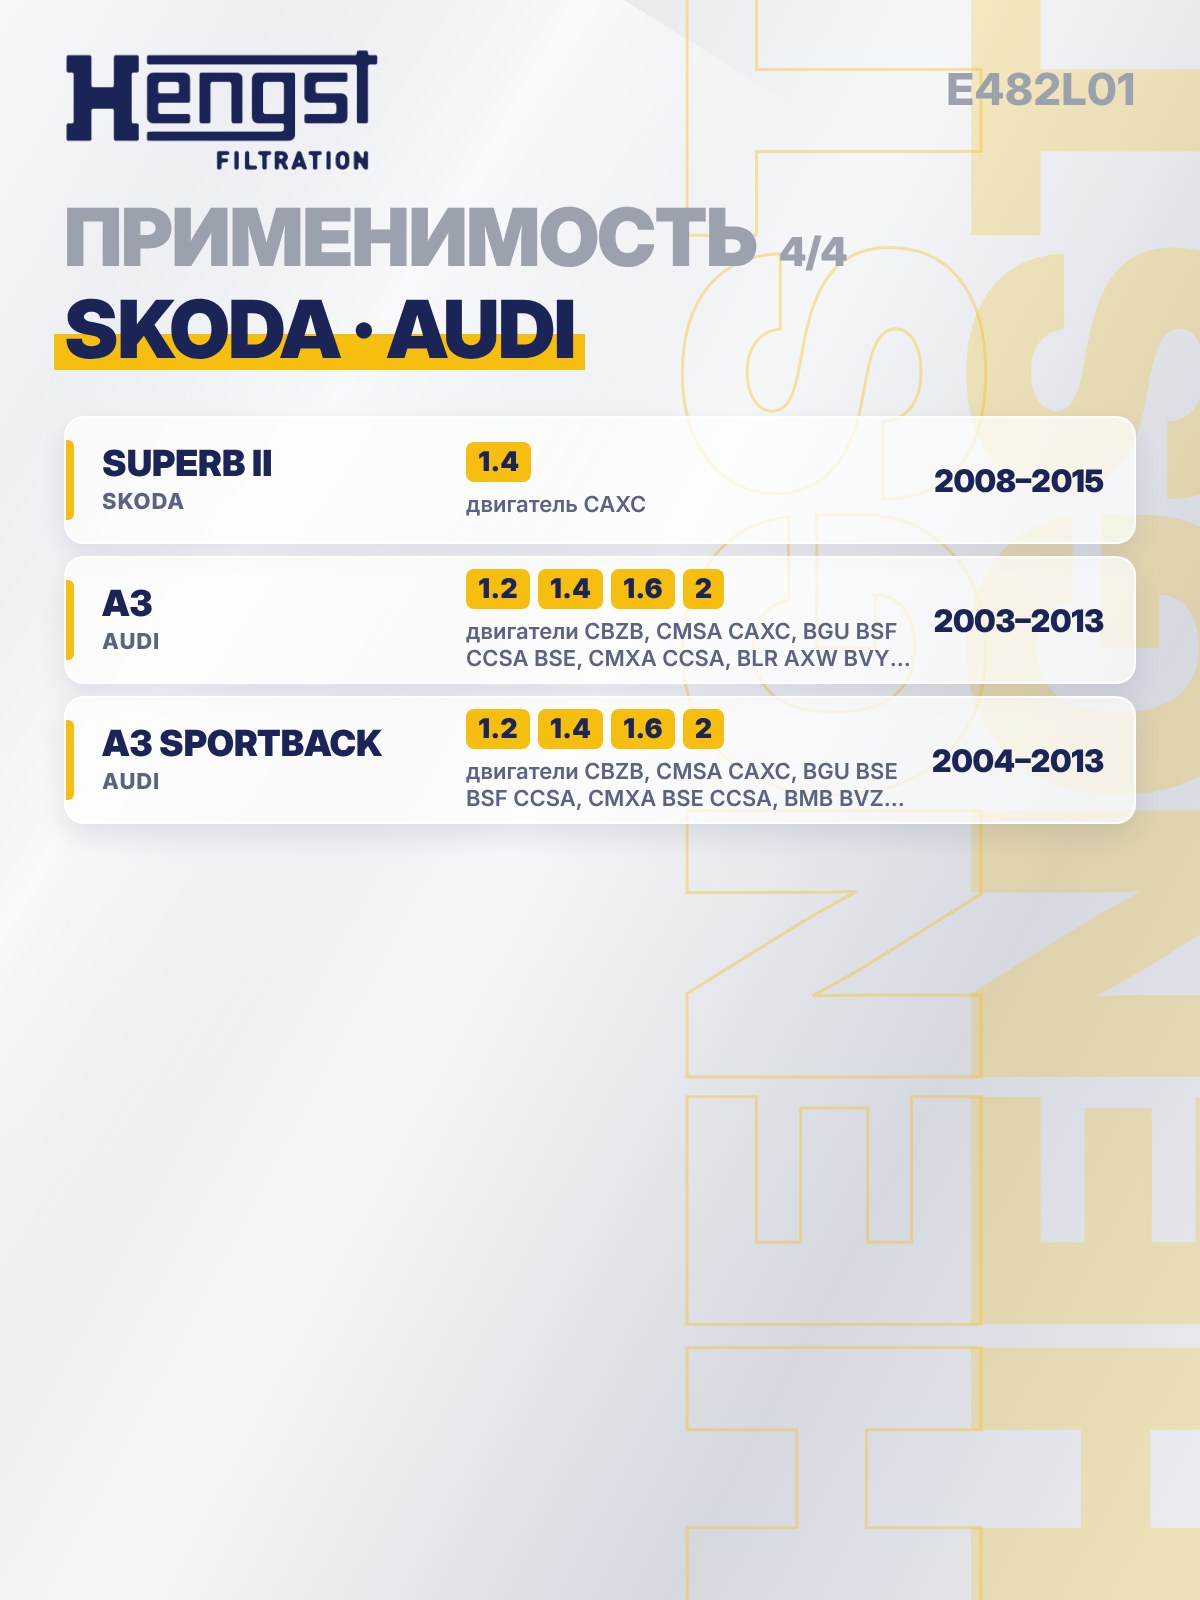 Hengst
FILTRATION
E482L01
ПРИМЕНИМОСТЬ 4/4
SKODA · AUDI
SUPERB II
SKODA
1.4
двигатель CAXC
2008–2015
A3
AUDI
1.2 1.4 1.6 2
двигатели CBZB, CMSA CAXC, BGU BSF
CCSA BSE, CMXA CCSA, BLR AXW BVY…
2003–2013
A3 SPORTBACK
AUDI
1.2 1.4 1.6 2
двигатели CBZB, CMSA CAXC, BGU BSE
BSF CCSA, CMXA BSE CCSA, BMB BVZ…
2004–2013
HENGST
HENGST